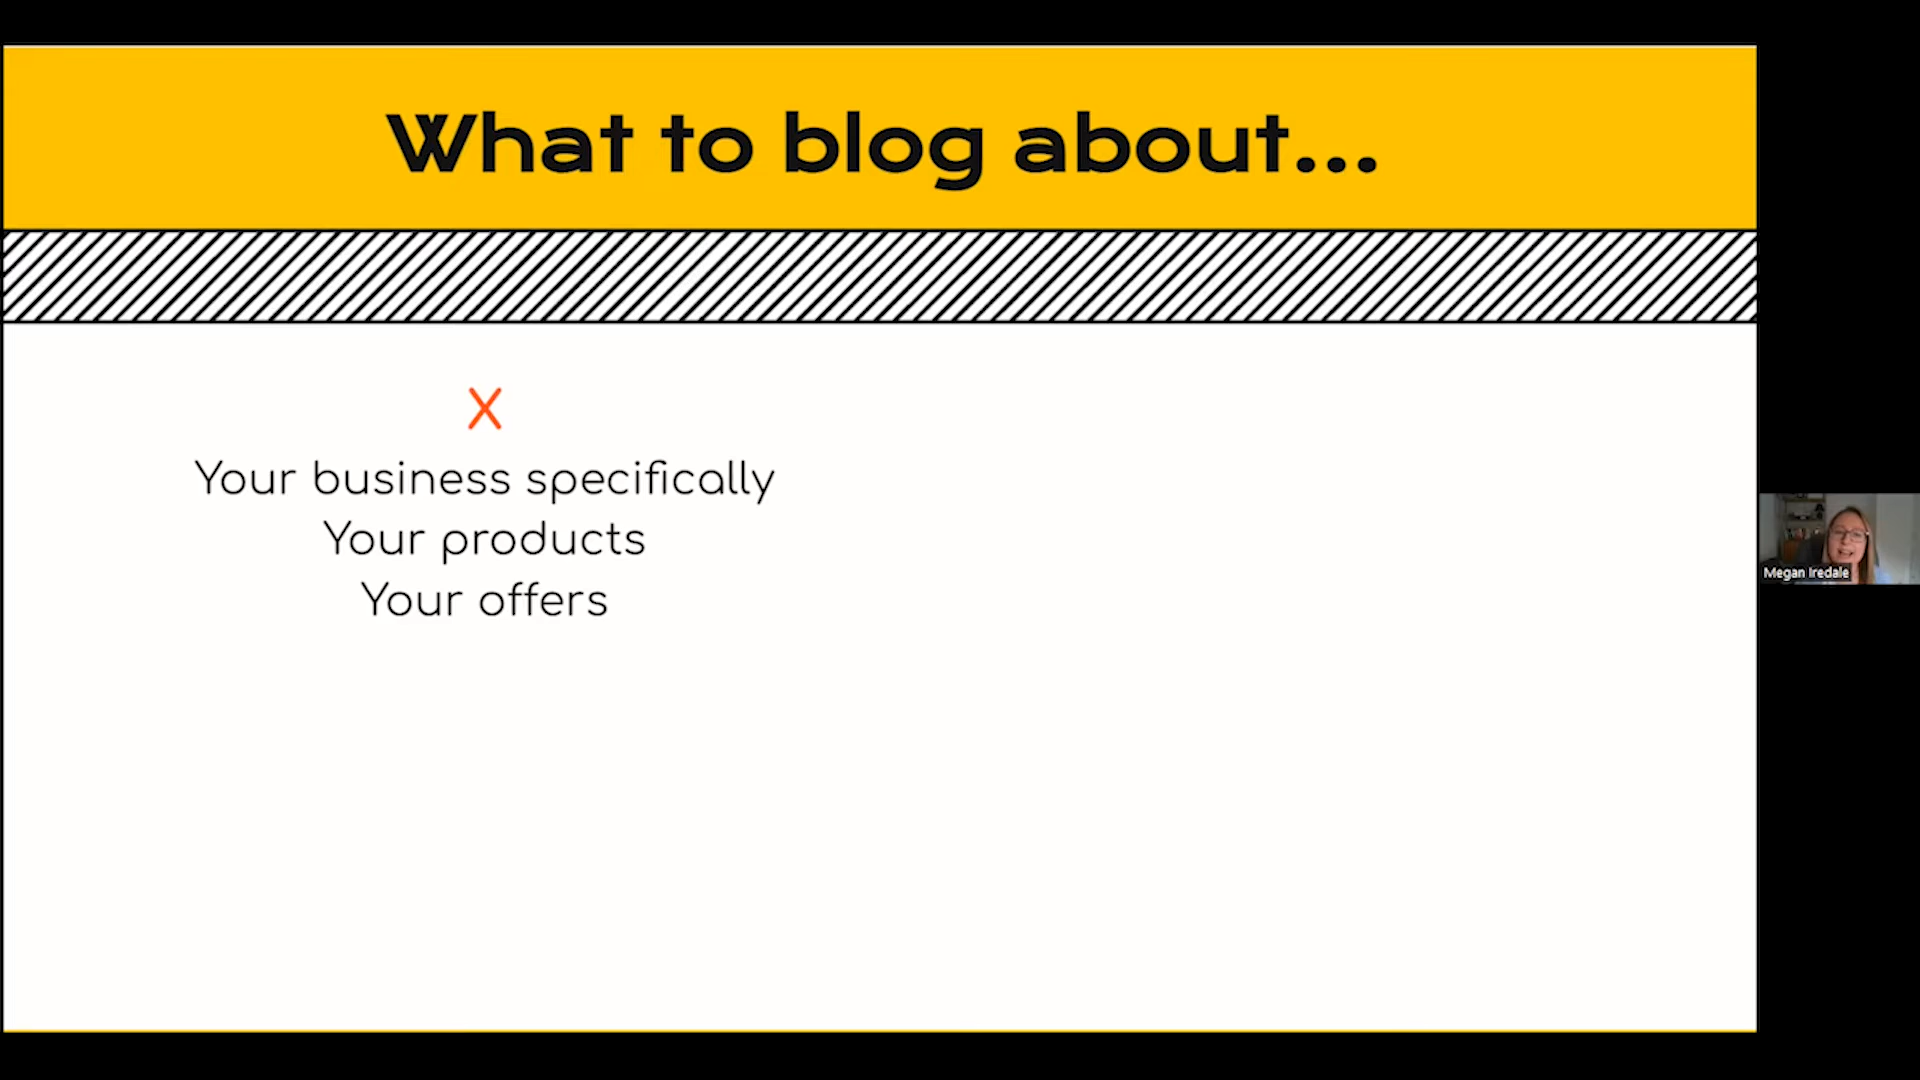 What to blog about...
X
Your business specifically
Your products
Your offers
Megan Iredale